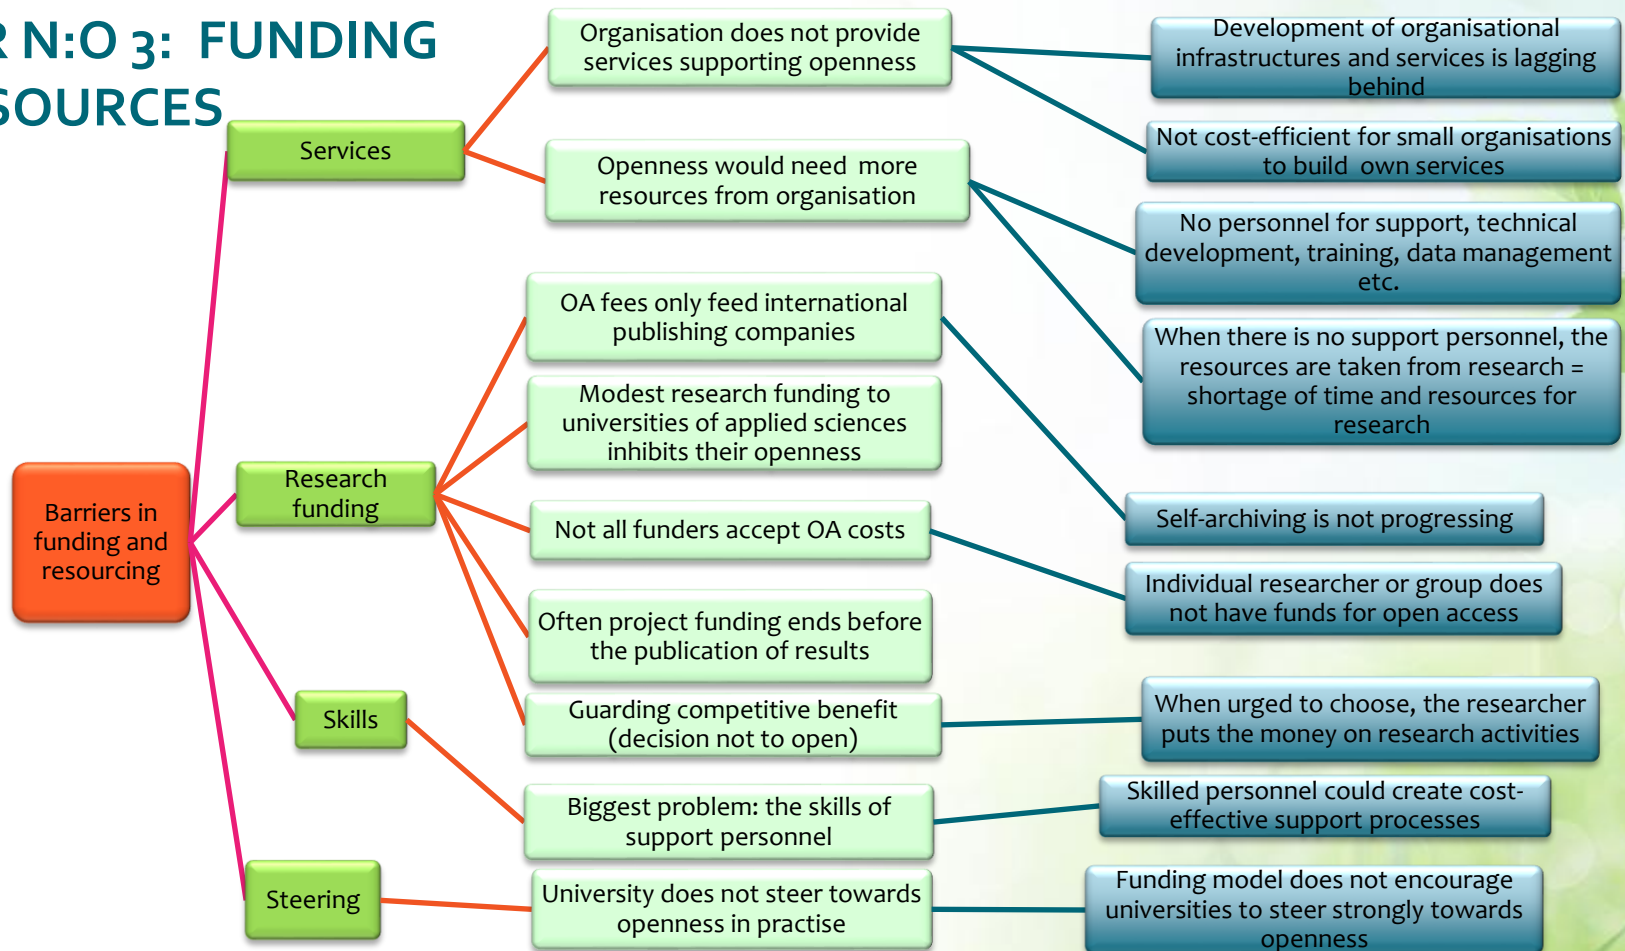 R N:O 3: FUNDING
SOURCES
Organisation does not provide
services supporting openness
Development of organisational
infrastructures and services is lagging
behind
Not cost-efficient for small organisations
to build own services
Services
Openness would need more
resources from organisation
No personnel for support, technical
development, training, data management
etc.
When there is no support personnel, the
resources are taken from research =
shortage of time and resources for
research
Barriers in
funding and
resourcing
Research
funding
OA fees only feed international
publishing companies
Self-archiving is not progressing
Modest research funding to
universities of applied sciences
inhibits their openness
Not all funders accept OA costs
Individual researcher or group does
not have funds for open access
Often project funding ends before
the publication of results
Guarding competitive benefit
(decision not to open)
When urged to choose, the researcher
puts the money on research activities
Skills
Biggest problem: the skills of
support personnel
Skilled personnel could create cost-
effective support processes
Steering
University does not steer towards
openness in practise
Funding model does not encourage
universities to steer strongly towards
openness